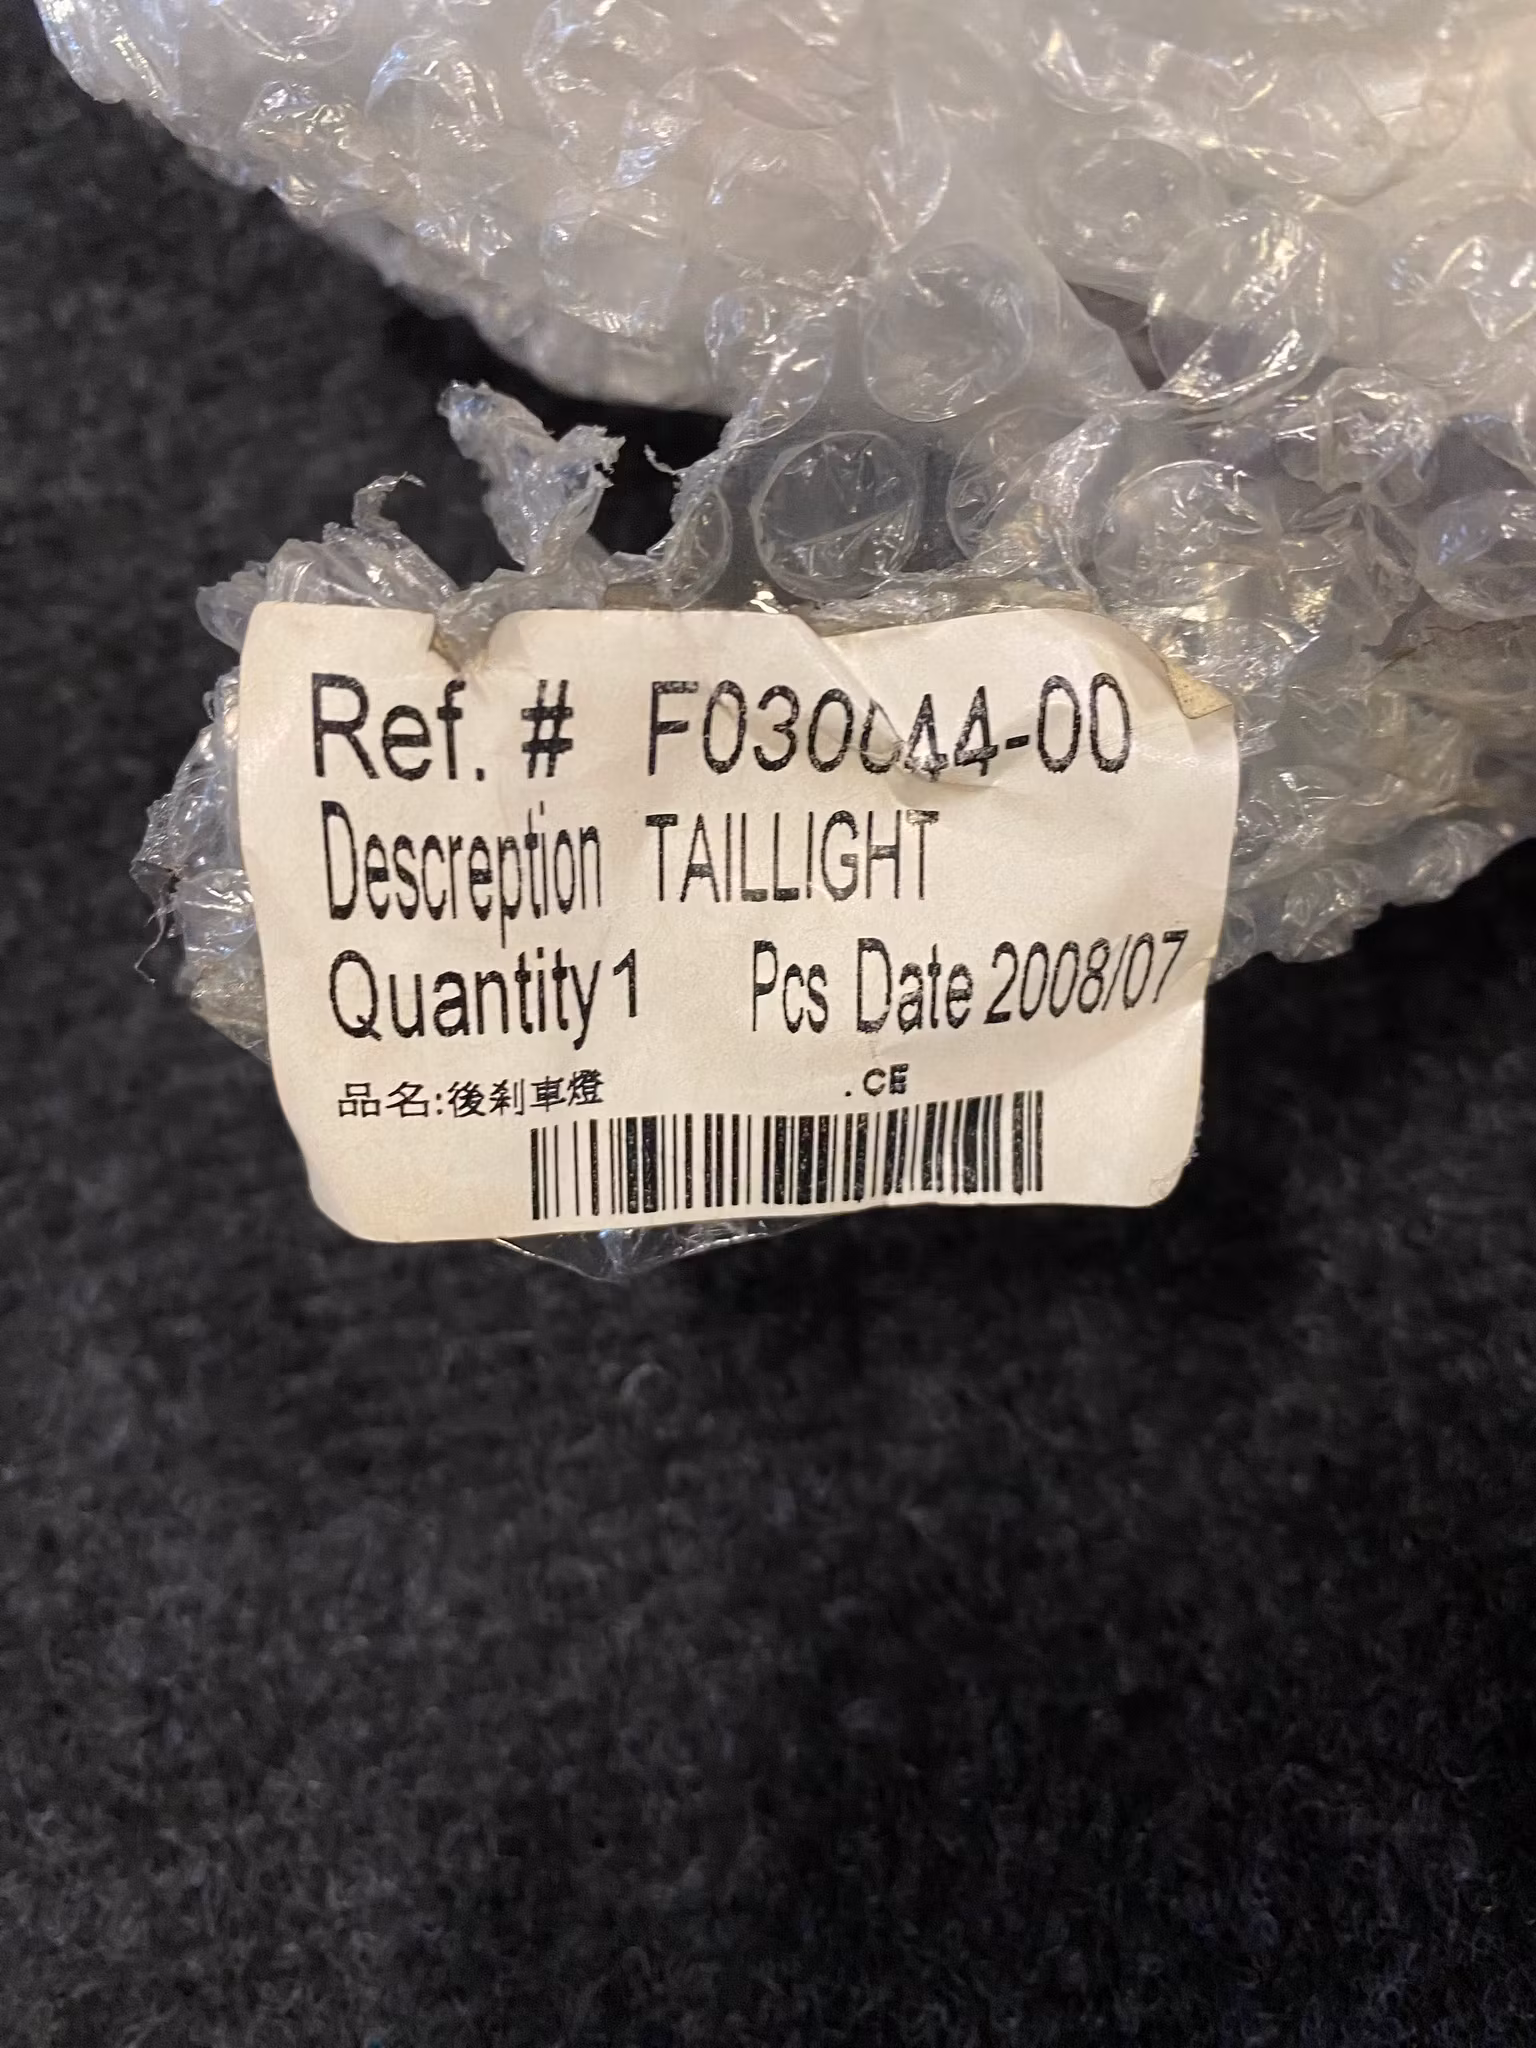 Ref. # F030044-00
Descreption TAILLIGHT
Quantity 1 Pcs Date 2008/07
品名:後剎車燈 .CE